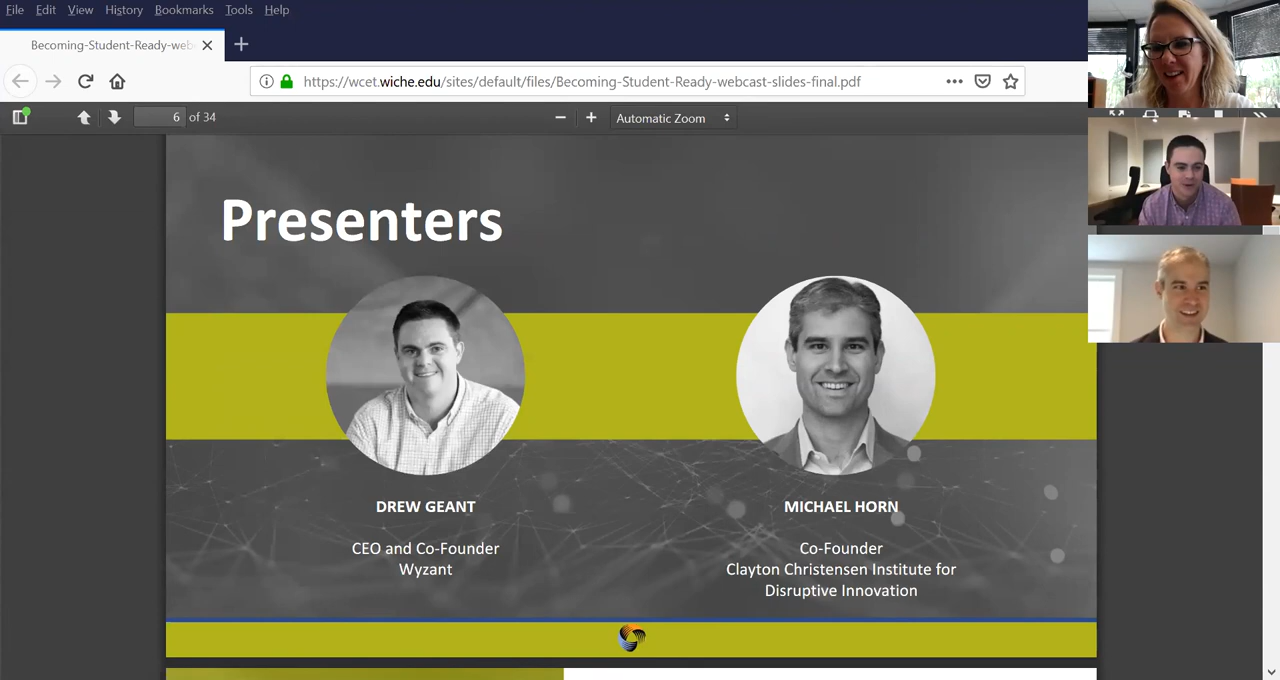 File Edit View History Bookmarks Tools Help
Becoming-Student-Ready-web
https://wcet.wiche.edu/sites/default/files/Becoming-Student-Ready-webcast-slides-final.pdf
6 of 34
Automatic Zoom
Presenters
DREW GEANT
CEO and Co-Founder
Wyzant
MICHAEL HORN
Co-Founder
Clayton Christensen Institute for
Disruptive Innovation